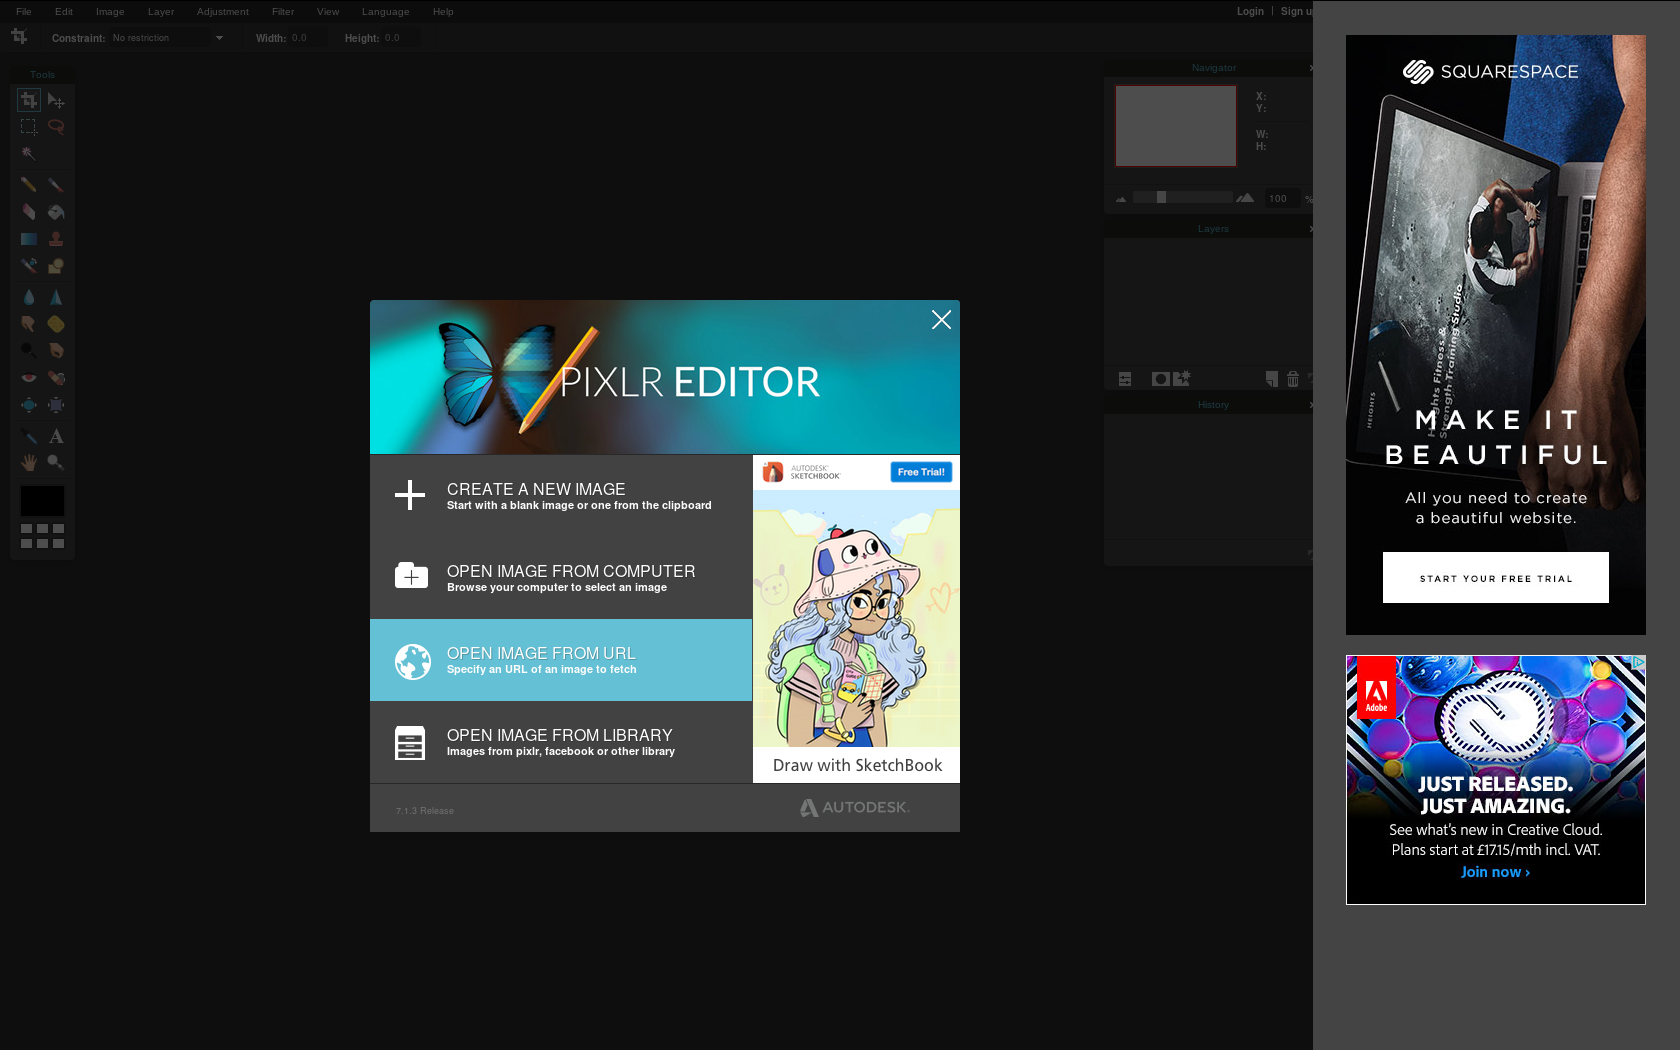 File Edit Image Layer Adjustment Filter View Language Help
Login | Sign u
Constraint: No restriction Width: 0.0 Height: 0.0
Tools
Navigator
X:
Y:
W:
H:
100 %
Layers
History
PIXLR EDITOR
CREATE A NEW IMAGE
Start with a blank image or one from the clipboard
OPEN IMAGE FROM COMPUTER
Browse your computer to select an image
OPEN IMAGE FROM URL
Specify an URL of an image to fetch
OPEN IMAGE FROM LIBRARY
Images from pixlr, facebook or other library
AUTODESK
SKETCHBOOK
Free Trial!
Draw with SketchBook
7.1.3 Release
AUTODESK.
SQUARESPACE
Heights Fitness &
Strength Training Studio
HEIGHTS
MAKE IT
BEAUTIFUL
All you need to create
a beautiful website.
START YOUR FREE TRIAL
Adobe
JUST RELEASED.
JUST AMAZING.
See what's new in Creative Cloud.
Plans start at £17.15/mth incl. VAT.
Join now ›